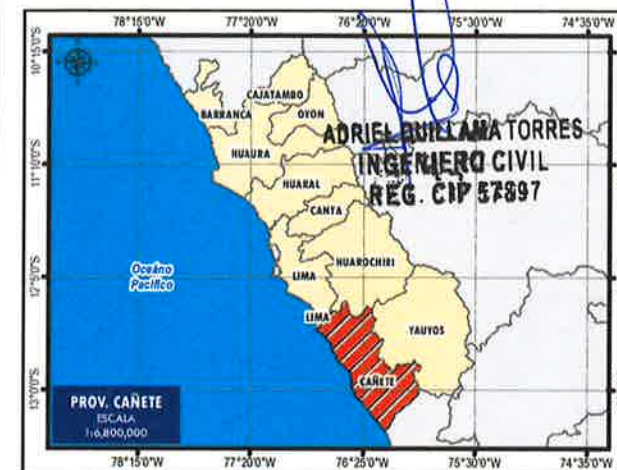 78°15'0"W 77°20'0"W 76°25'0"W 75°30'0"W 74°35'0"W
10°15'0"S
CAJATAMBO
BARRANCA
OYON
ADRIEL QUILLAMA TORRES
HUAURA
INGENIERO CIVIL
11°10'0"S
HUARAL
REG. CIP 57897
CANTA
Océano
Pacífico
HUAROCHIRI
LIMA
12°5'0"S
LIMA
YAUYOS
CAÑETE
13°0'0"S
PROV. CAÑETE
ESCALA
1:6,800,000
78°15'0"W 77°20'0"W 76°25'0"W 75°30'0"W 74°35'0"W